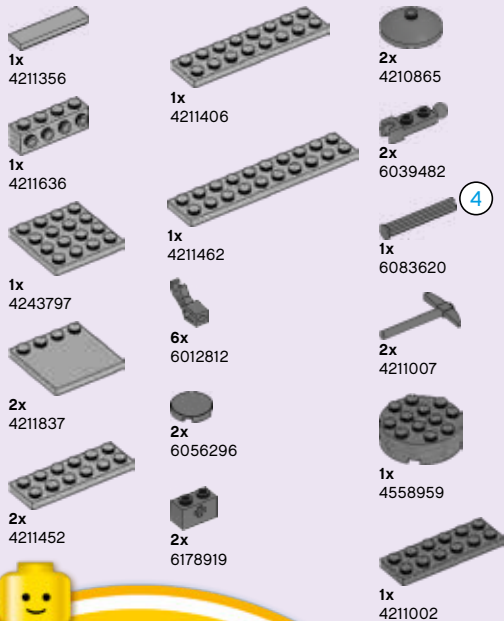 1x
4211356
1x
4211636
1x
4243797
2x
4211837
2x
4211452
1x
4211406
1x
4211462
6x
6012812
2x
6056296
2x
6178919
2x
4210865
2x
6039482
4
1x
6083620
2x
4211007
1x
4558959
1x
4211002